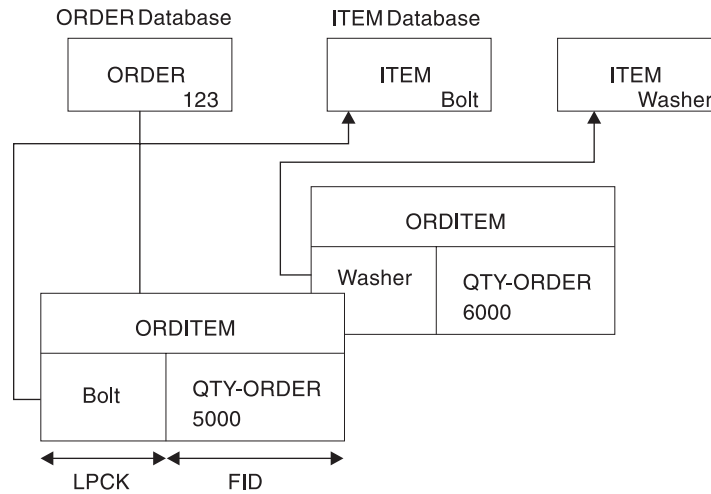 ORDER Database
ITEM Database
ORDER
123
ITEM
Bolt
ITEM
Washer
ORDITEM
Washer
QTY-ORDER
6000
ORDITEM
Bolt
QTY-ORDER
5000
LPCK
FID